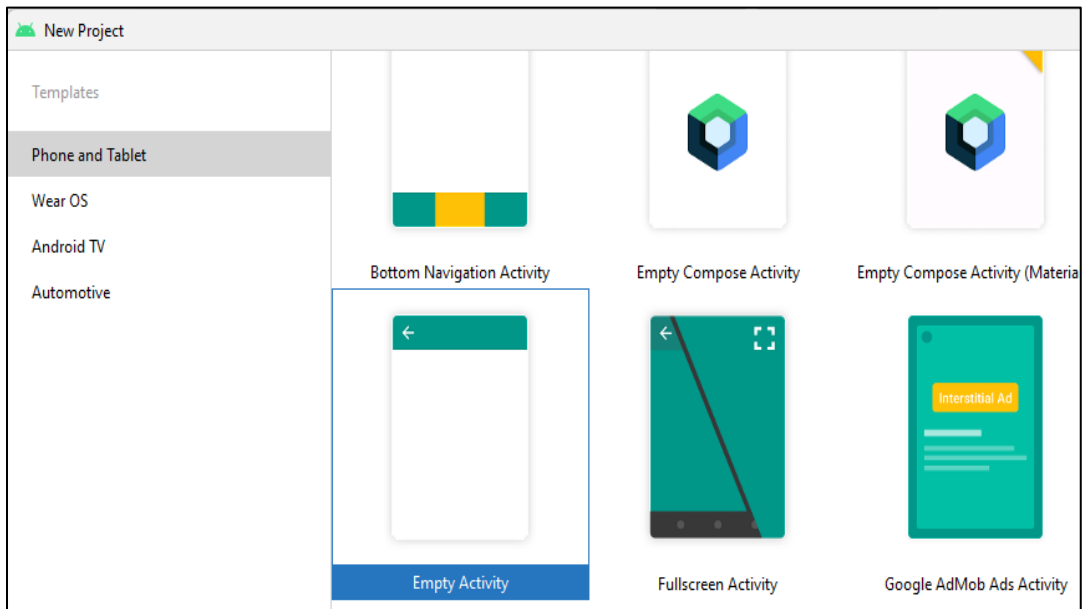 New Project
Templates
Phone and Tablet
Wear OS
Android TV
Automotive
Bottom Navigation Activity
Empty Compose Activity
Empty Compose Activity (Materia
Interstitial Ad
Empty Activity
Fullscreen Activity
Google AdMob Ads Activity